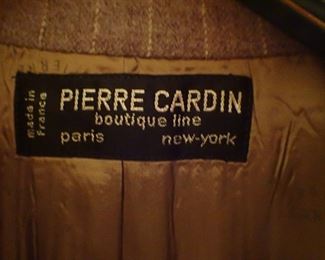 made in
France
PIERRE CARDIN
boutique line
paris new-york